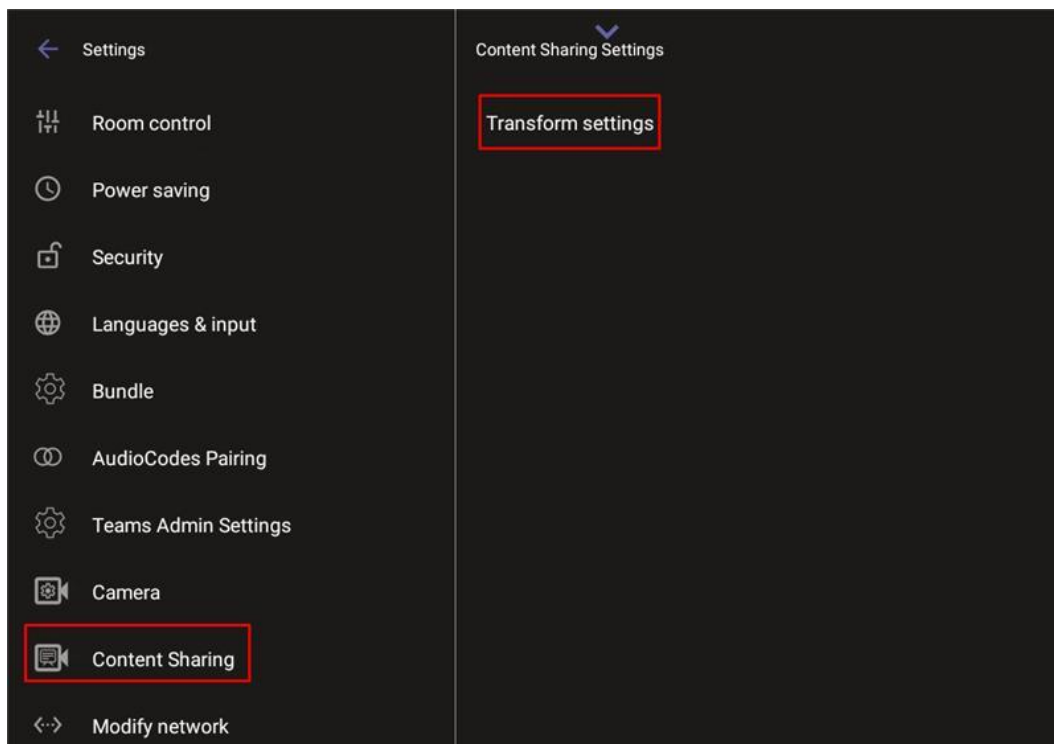 Settings
Room control
Power saving
Security
Languages & input
Bundle
AudioCodes Pairing
Teams Admin Settings
Camera
Content Sharing
Modify network
Content Sharing Settings
Transform settings